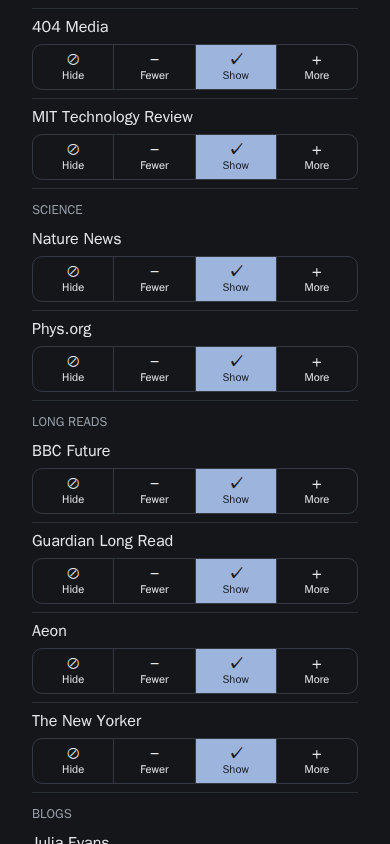 404 Media
Hide Fewer Show More
MIT Technology Review
Hide Fewer Show More
SCIENCE
Nature News
Hide Fewer Show More
Phys.org
Hide Fewer Show More
LONG READS
BBC Future
Hide Fewer Show More
Guardian Long Read
Hide Fewer Show More
Aeon
Hide Fewer Show More
The New Yorker
Hide Fewer Show More
BLOGS
Julia Evans